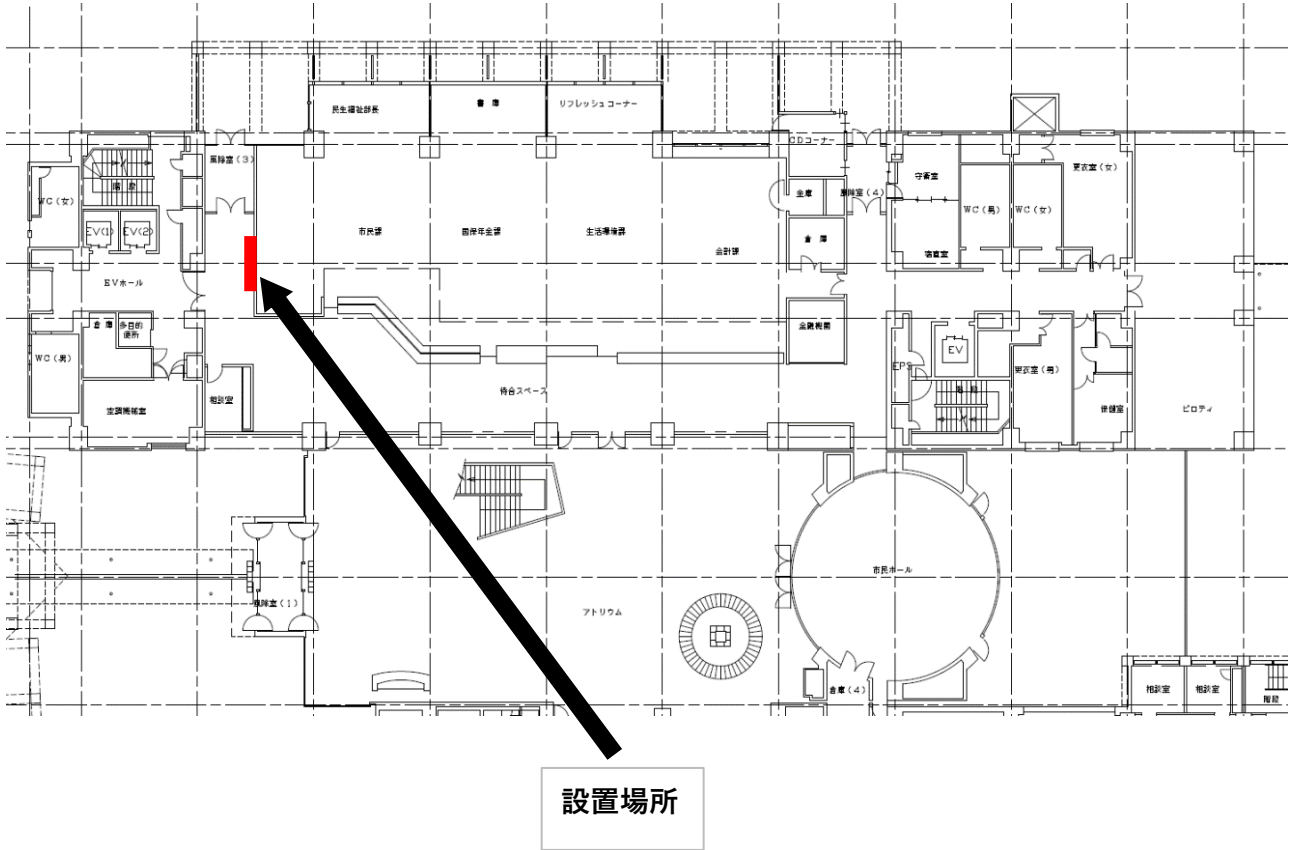 民生福祉部長
書庫
リフレッシュコーナー
風除室(3)
CDコーナー
階段
WC(女)
EV(1)
EV(2)
金庫
風除室(4)
守衛室
WC(男)
WC(女)
更衣室(女)
市民課
国保年金課
生活環境課
会計課
倉庫
宿直室
EVホール
倉庫
多目的
便所
WC(男)
金融機関
EPS
EV
階段
更衣室(男)
保健室
ピロティ
空調機械室
相談室
待合スペース
風除室(1)
アトリウム
市民ホール
倉庫(4)
相談室
相談室
階段
設置場所